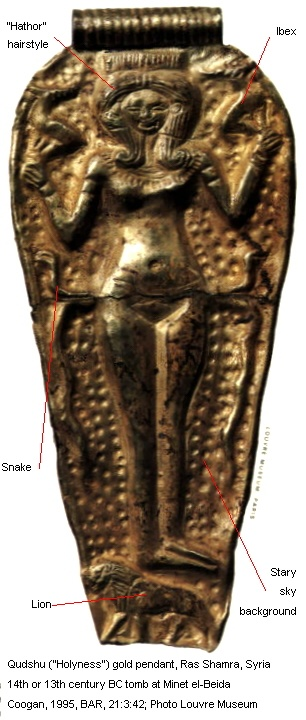 "Hathor"
hairstyle
Ibex
LOUVRE MUSEUM PARIS
Snake
Stary
sky
background
Lion
Qudshu ("Holyness") gold pendant, Ras Shamra, Syria
14th or 13th century BC tomb at Minet el-Beida
Coogan, 1995, BAR, 21:3:42; Photo Louvre Museum